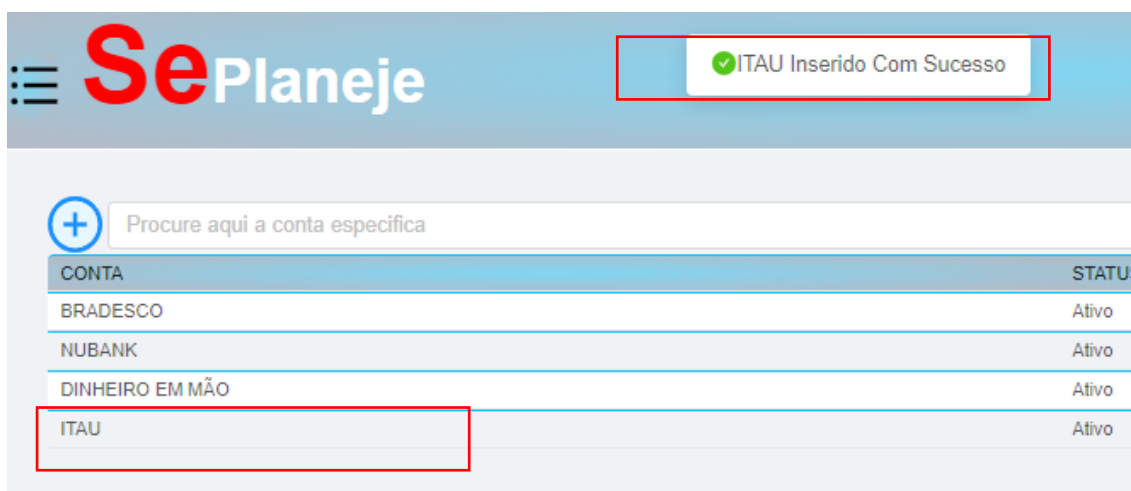 SePlaneje
ITAU Inserido Com Sucesso
Procure aqui a conta especifica
CONTA STATUS
BRADESCO Ativo
NUBANK Ativo
DINHEIRO EM MÃO Ativo
ITAU Ativo